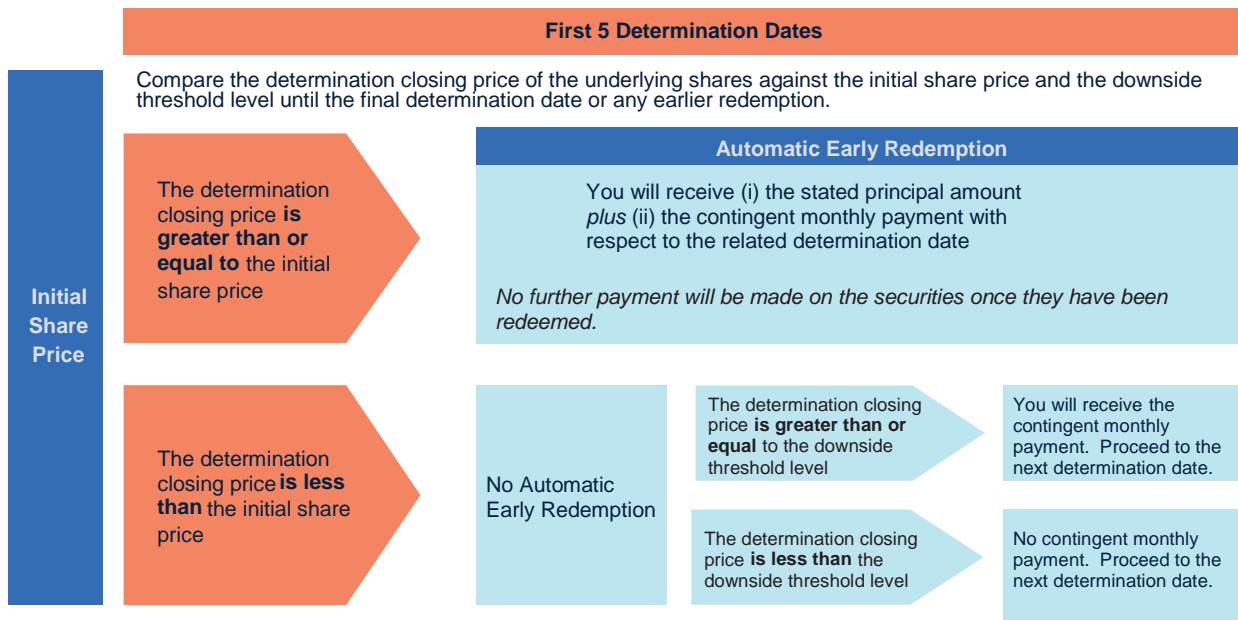 First 5 Determination Dates
Compare the determination closing price of the underlying shares against the initial share price and the downside
threshold level until the final determination date or any earlier redemption.
Initial
Share
Price
The determination
closing price is
greater than or
equal to the initial
share price
Automatic Early Redemption
You will receive (i) the stated principal amount
plus (ii) the contingent monthly payment with
respect to the related determination date
No further payment will be made on the securities once they have been
redeemed.
The determination
closing price is less
than the initial share
price
No Automatic
Early Redemption
The determination closing
price is greater than or
equal to the downside
threshold level
You will receive the
contingent monthly
payment. Proceed to the
next determination date.
The determination closing
price is less than the
downside threshold level
No contingent monthly
payment. Proceed to the
next determination date.